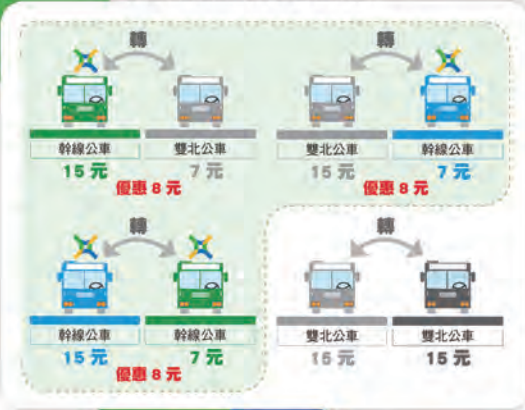 轉
幹線公車 雙北公車
15 元 7 元
優惠 8 元
轉
雙北公車 幹線公車
15 元 7 元
優惠 8 元
轉
幹線公車 幹線公車
15 元 7 元
優惠 8 元
轉
雙北公車 雙北公車
15 元 15 元